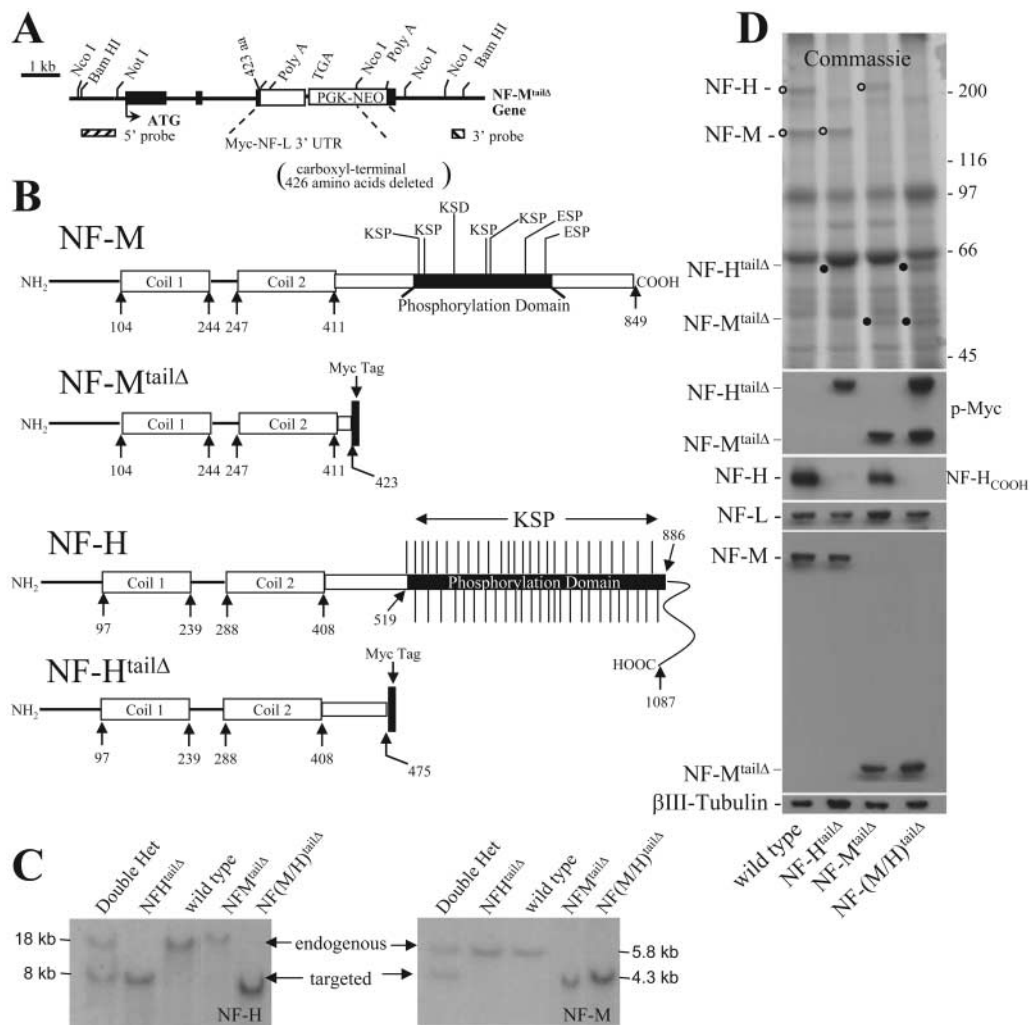 A
1 kb
Nco I
Bam HI
Not I
423 aa
Poly A
TGA
Nco I
Poly A
Nco I
Nco I
Bam HI
PGK-NEO
NF-M^tailΔ
Gene
ATG
5' probe
Myc-NF-L 3' UTR
3' probe
(carboxyl-terminal
426 amino acids deleted)
B
NF-M
KSP
KSP
KSD
KSP
ESP
ESP
NH2
Coil 1
Coil 2
COOH
Phosphorylation Domain
104
244
247
411
849
NF-M^tailΔ
Myc Tag
NH2
Coil 1
Coil 2
104
244
247
411
423
NF-H
KSP
886
NH2
Coil 1
Coil 2
Phosphorylation Domain
97
239
288
408
519
HOOC
1087
NF-H^tailΔ
Myc Tag
NH2
Coil 1
Coil 2
97
239
288
408
475
C
Double Het
NFH^tailΔ
wild type
NFM^tailΔ
NF(M/H)^tailΔ
18 kb
8 kb
NF-H
endogenous
targeted
Double Het
NFH^tailΔ
wild type
NFM^tailΔ
NF(M/H)^tailΔ
5.8 kb
4.3 kb
NF-M
D
Commassie
NF-H -
NF-M -
NF-H^tailΔ
NF-M^tailΔ
200
116
97
66
45
NF-H^tailΔ
NF-M^tailΔ
p-Myc
NF-H -
NF-H_COOH
NF-L -
NF-M -
NF-M^tailΔ
βIII-Tubulin -
wild type
NF-H^tailΔ
NF-M^tailΔ
NF-(M/H)^tailΔ